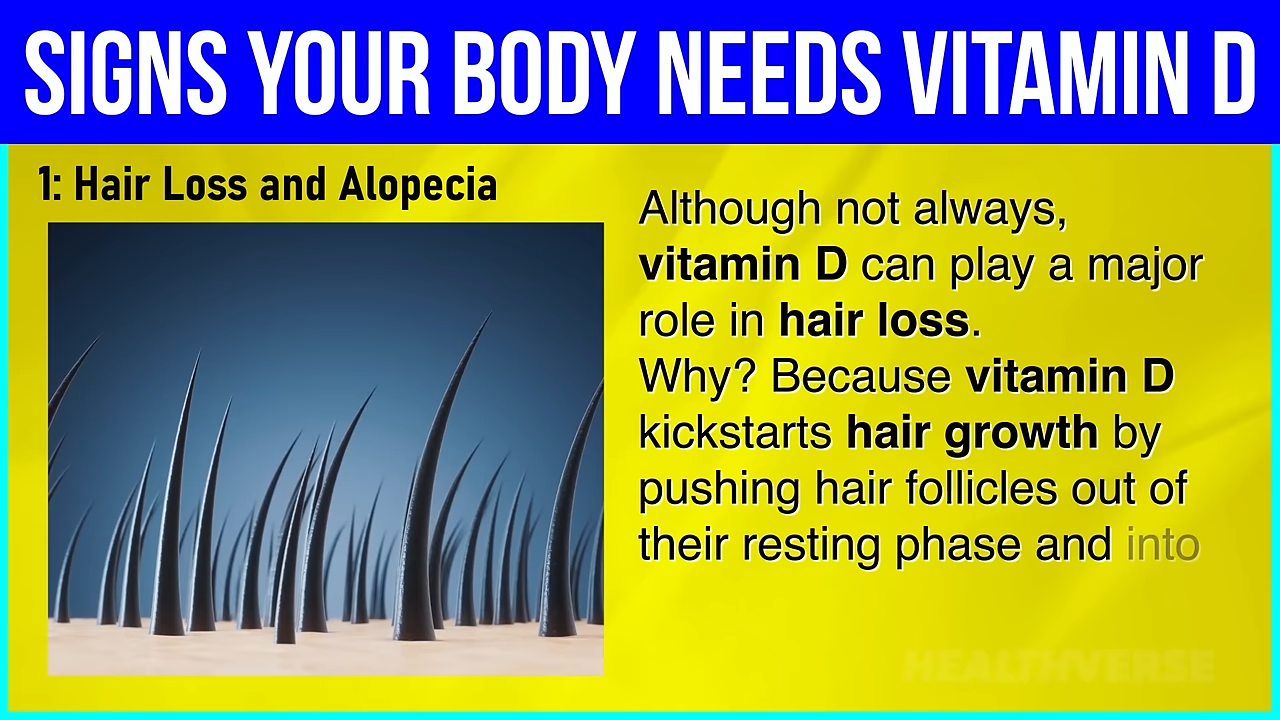 SIGNS YOUR BODY NEEDS VITAMIN D
1: Hair Loss and Alopecia
Although not always,
vitamin D can play a major
role in hair loss.
Why? Because vitamin D
kickstarts hair growth by
pushing hair follicles out of
their resting phase and into
HEALTHVERSE